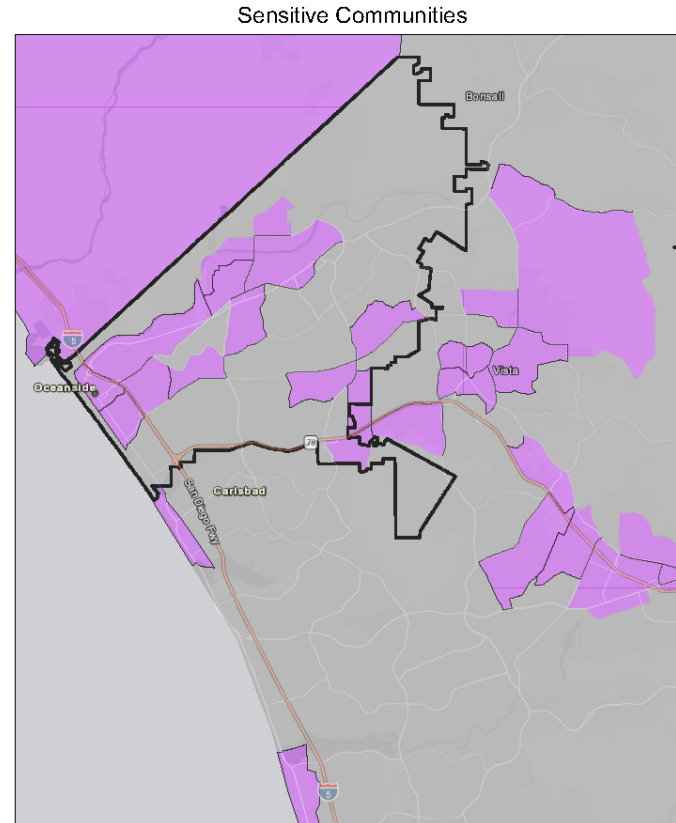 Sensitive Communities
Bonsall
5
Oceanside
Vista
78
Carlsbad
San Diego Fwy
5